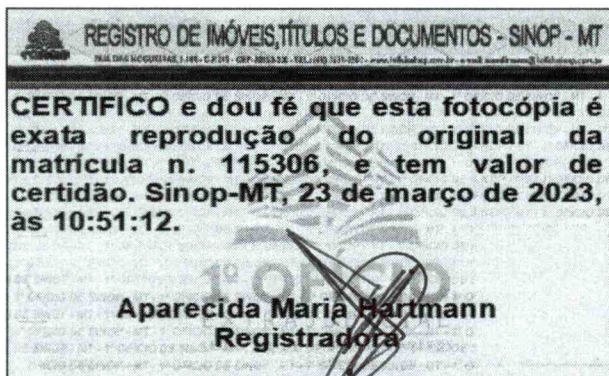 REGISTRO DE IMÓVEIS,TÍTULOS E DOCUMENTOS - SINOP - MT
CERTIFICO e dou fé que esta fotocópia é
exata reprodução do original da
matrícula n. 115306, e tem valor de
certidão. Sinop-MT, 23 de março de 2023,
às 10:51:12.
1º OFÍCIO
Aparecida Maria Hartmann
Registradora